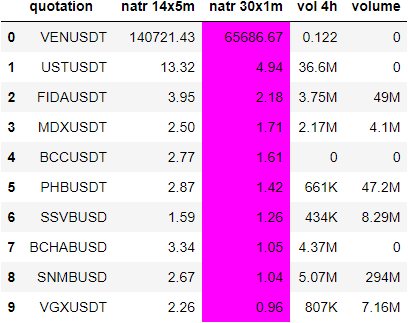 quotation natr 14x5m natr 30x1m vol 4h volume
0 VENUSDT 140721.43 65686.67 0.122 0
1 USTUSDT 13.32 4.94 36.6M 0
2 FIDAUSDT 3.95 2.18 3.75M 49M
3 MDXUSDT 2.50 1.71 2.17M 4.1M
4 BCCUSDT 2.77 1.61 0 0
5 PHBUSDT 2.87 1.42 661K 47.2M
6 SSVBUSD 1.59 1.26 434K 8.29M
7 BCHABUSD 3.34 1.05 4.37M 0
8 SNMBUSD 2.67 1.04 5.07M 294M
9 VGXUSDT 2.26 0.96 807K 7.16M